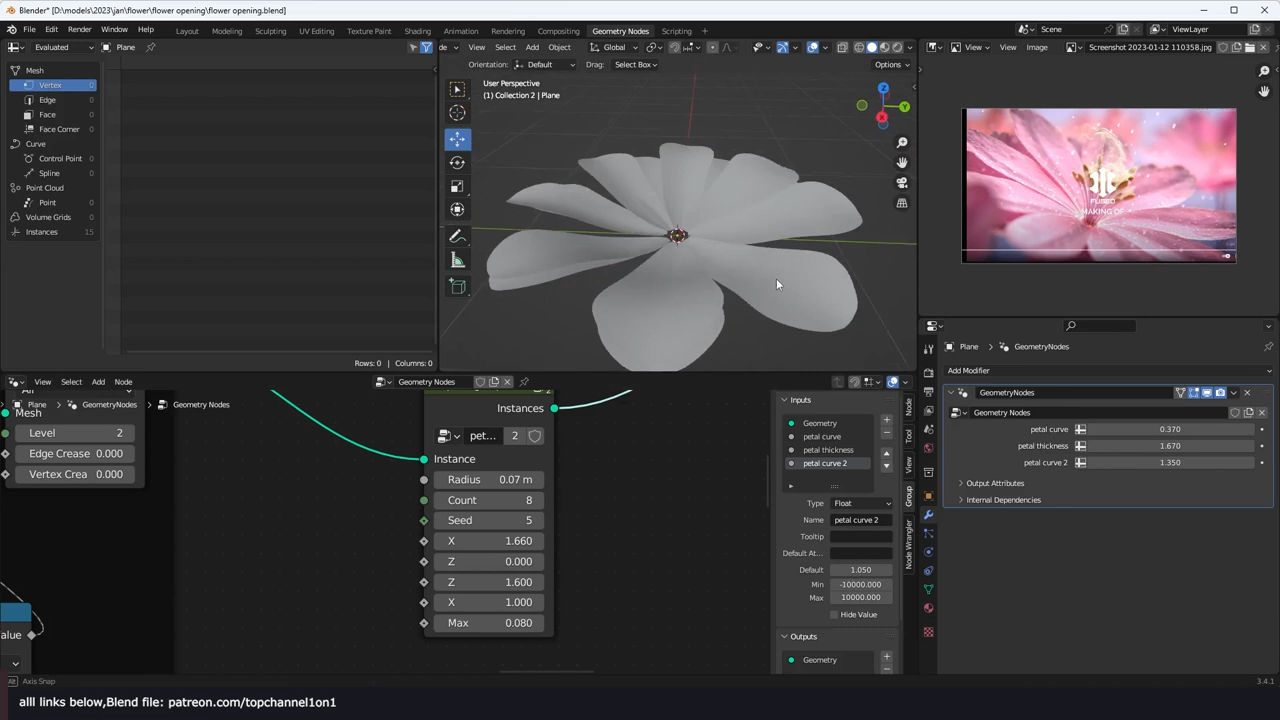 Blender* [D:\models\2023\jan\flower\flower opening\flower opening.blend]
File Edit Render Window Help Layout Modeling Sculpting UV Editing Texture Paint Shading Animation Rendering Compositing Geometry Nodes Scripting Scene ViewLayer
Evaluated Plane
de View Select Add Object Global
View Image Screenshot 2023-01-12 110358.jpg
Orientation: Default Drag: Select Box Options
Mesh
Vertex 0
Edge 0
Face 0
Face Corner 0
Curve
Control Point 0
Spline 0
Point Cloud
Point 0
Volume Grids 0
Instances 15
Rows: 0 | Columns: 0
User Perspective
(1) Collection 2 | Plane
Z
Y
X
FUSED
MAKING OF
View Select Add Node Geometry Nodes
Plane GeometryNodes Geometry Nodes
Mesh
Level 2
Edge Crease 0.000
Vertex Crea 0.000
alue
Instances
pet... 2
Instance
Radius 0.07 m
Count 8
Seed 5
X 1.660
Z 0.000
Z 1.600
X 1.000
Max 0.080
Inputs
Geometry
petal curve
petal thickness
petal curve 2
Type Float
Name petal curve 2
Tooltip
Default At...
Default 1.050
Min -10000.000
Max 10000.000
Hide Value
Outputs
Geometry
Node
Tool
View
Group
Node Wrangler
Plane GeometryNodes
Add Modifier
GeometryNodes
Geometry Nodes
petal curve 0.370
petal thickness 1.670
petal curve 2 1.350
Output Attributes
Internal Dependencies
Axis Snap
3.4.1
alll links below,Blend file: patreon.com/topchannel1on1